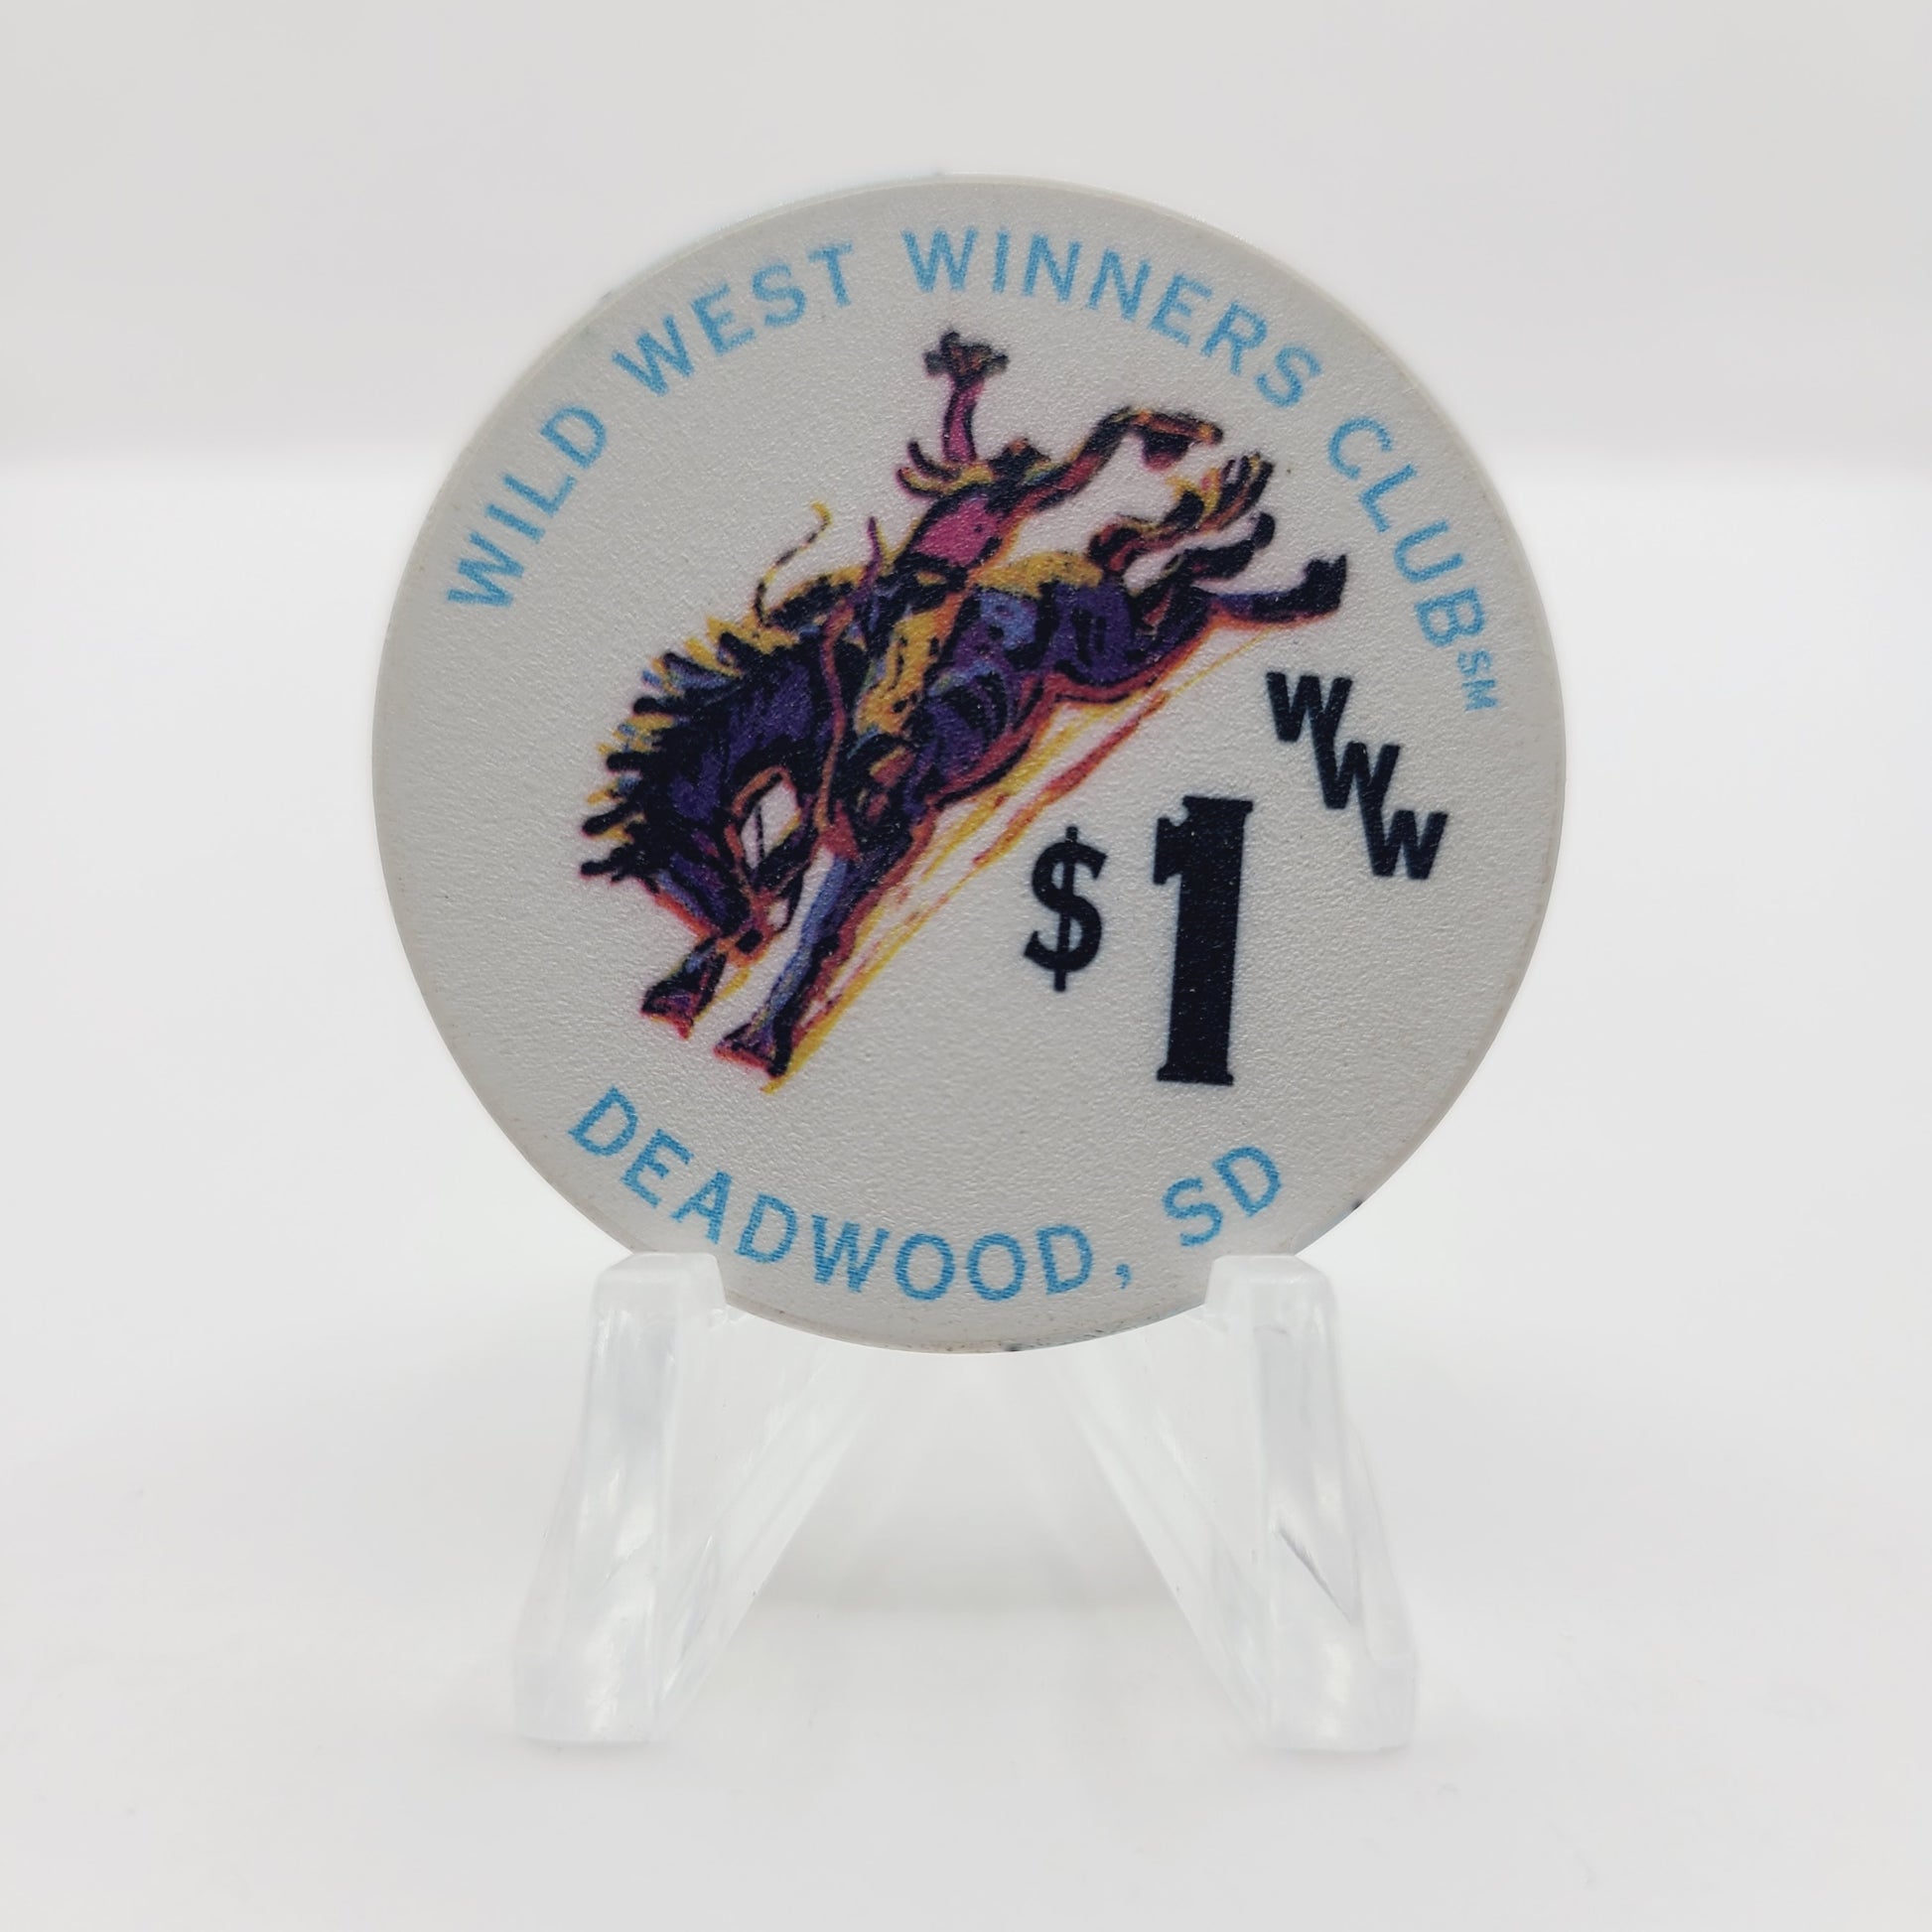 WILD WEST WINNERS CLUB℠
WWW
$1
DEADWOOD, SD